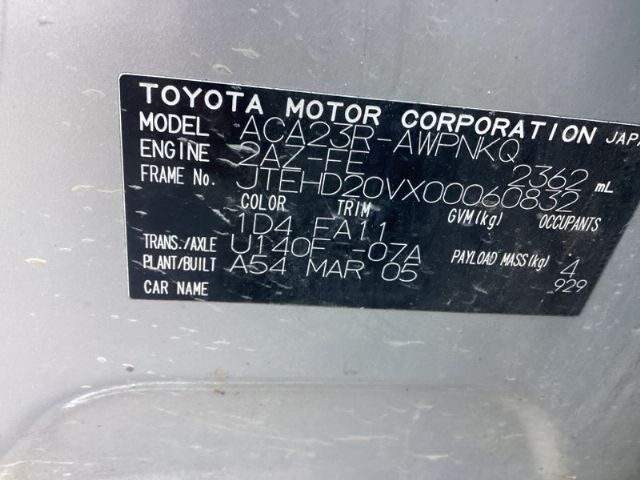 TOYOTA MOTOR CORPORATION JAPA
MODEL ACA23R-AWPNKQ
ENGINE 2AZ-FE 2362 mL
FRAME No. JTEHD20VX00060832
COLOR TRIM GVM(kg) OCCUPANTS
1D4 FA11
TRANS./AXLE U140F -07A PAYLOAD MASS(kg) 4
PLANT/BUILT A54 MAR 05 929
CAR NAME